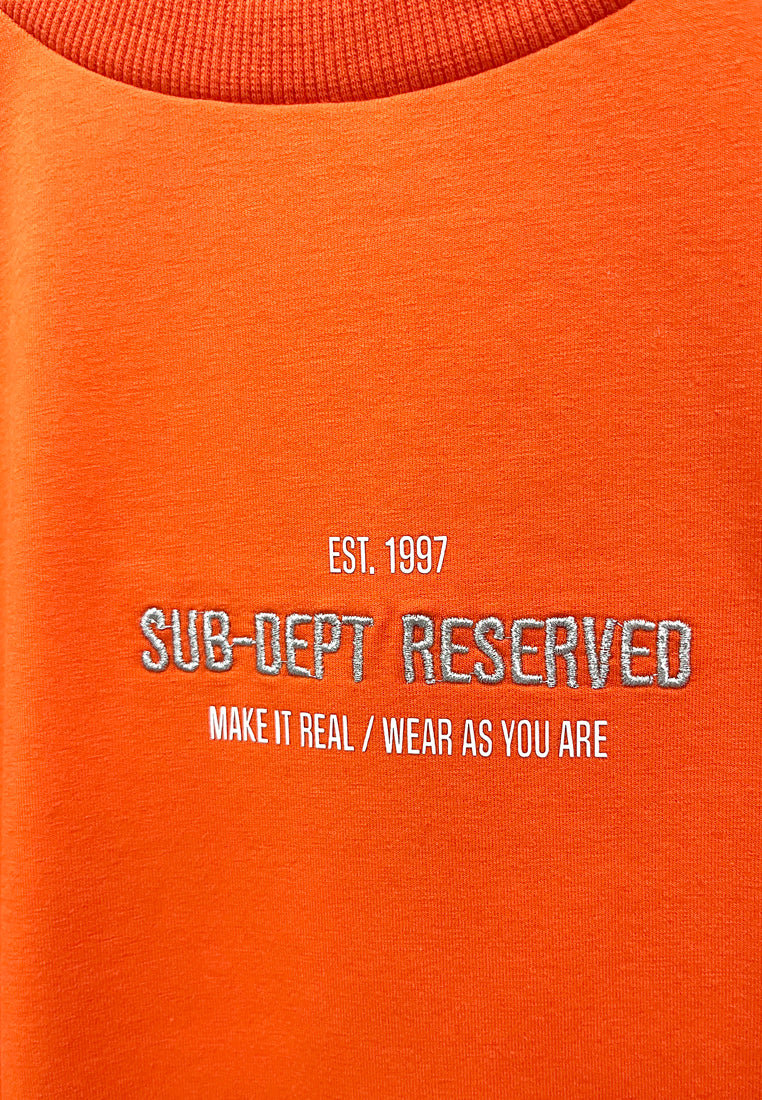 EST. 1997
SUB-DEPT RESERVED
MAKE IT REAL / WEAR AS YOU ARE